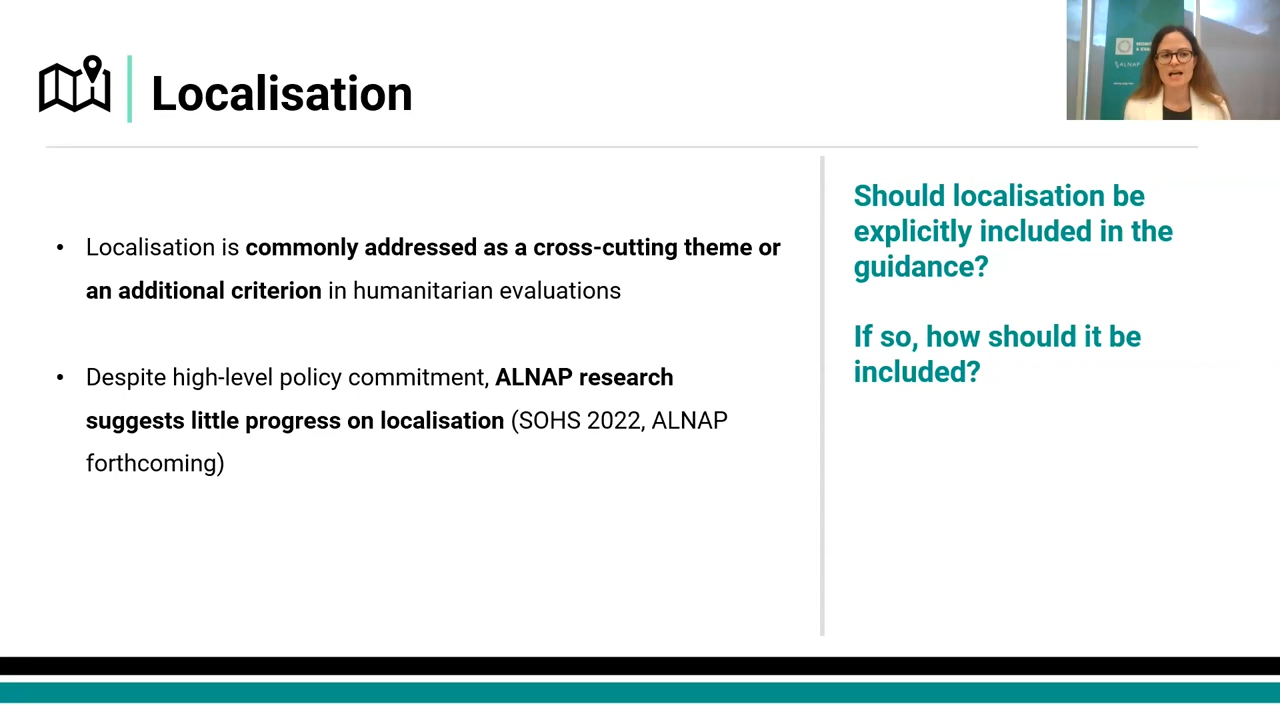 Localisation
• Localisation is commonly addressed as a cross-cutting theme or
an additional criterion in humanitarian evaluations
• Despite high-level policy commitment, ALNAP research
suggests little progress on localisation (SOHS 2022, ALNAP
forthcoming)
Should localisation be
explicitly included in the
guidance?
If so, how should it be
included?
ALNAP